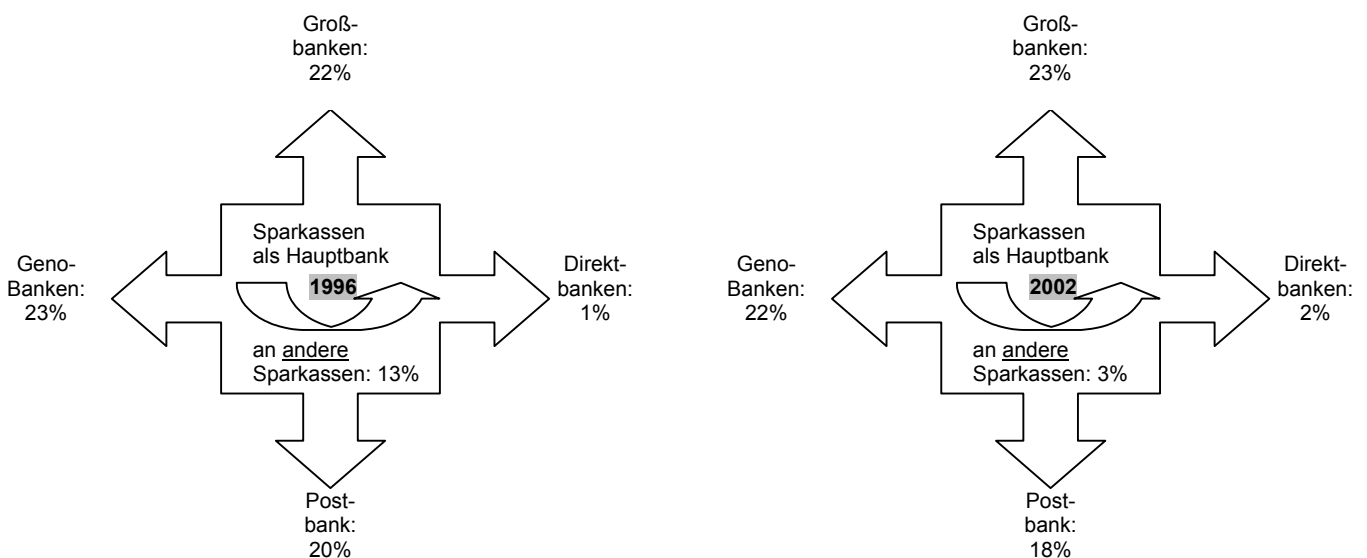 Groß-
banken:
22%
Sparkassen
als Hauptbank
1996
Geno-
Banken:
23%
Direkt-
banken:
1%
an andere
Sparkassen: 13%
Post-
bank:
20%
Groß-
banken:
23%
Sparkassen
als Hauptbank
2002
Geno-
Banken:
22%
Direkt-
banken:
2%
an andere
Sparkassen: 3%
Post-
bank:
18%